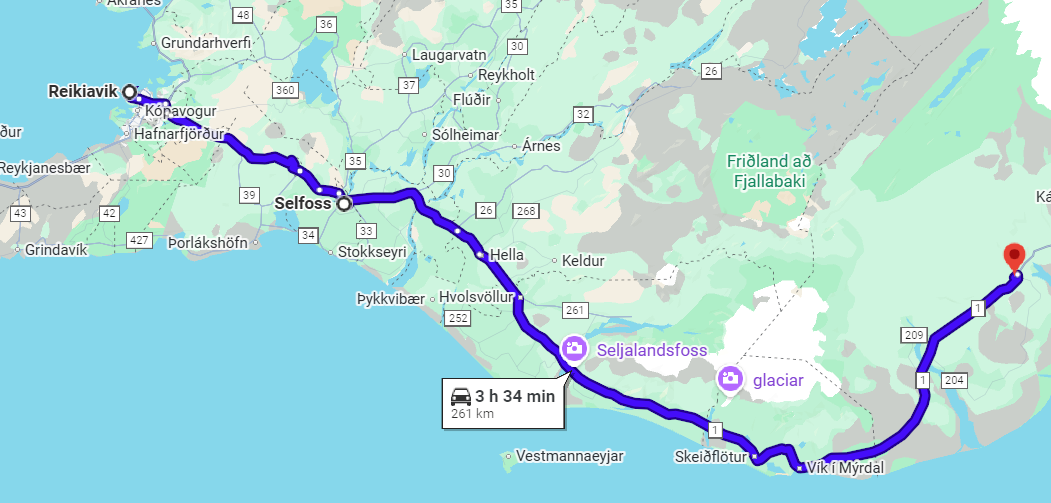 Akranes
48
36
35
Grundarhverfi
Laugarvatn
30
Reykholt
26
Reikiavik
360
37
Flúðir
Kópavogur
32
ður
Hafnarfjörður
Sólheimar
Árnes
Reykjanesbær
35
30
Friðland að
Fjallabaki
39
Selfoss
26
268
Ká
43
42
33
427
Þorlákshöfn
34
Grindavík
Stokkseyri
Hella
Keldur
Þykkvibær
Hvolsvöllur
261
1
252
209
Seljalandsfoss
glaciar
1
204
3 h 34 min
261 km
1
Vestmannaeyjar
Skeiðflötur
Vík í Mýrdal